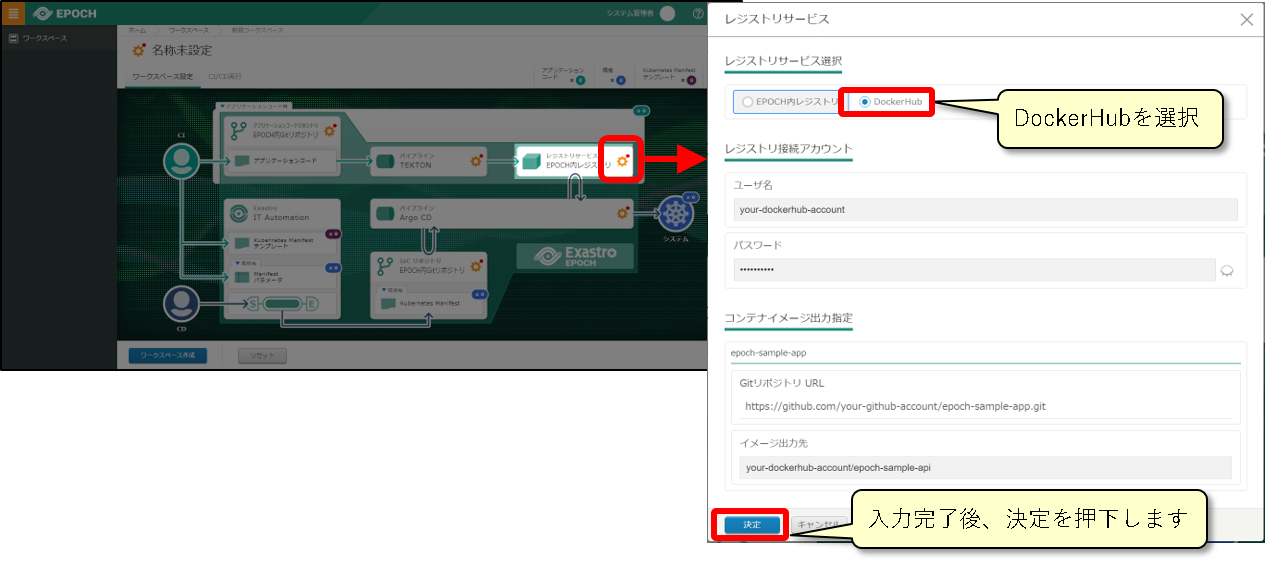 EPOCH
システム管理者
ワークスペース
ホーム
ワークスペース
新規ワークスペース
名称未設定
ワークスペース設定
CI/CD実行
アプリケーション
コード
x 0
環境
x 0
Kubernetes Manifest
テンプレート
x 0
▼アプリケーションコード毎
x 0
CI
アプリケーションコードリポジトリ
EPOCH内Gitリポジトリ
アプリケーションコード
パイプライン
TEKTON
レジストリサービス
EPOCH内レジストリ
Exastro
IT Automation
Kubernetes Manifest
テンプレート
x 0
▼環境毎
Manifest
パラメータ
x 0
パイプライン
Argo CD
x 0
システム
Exastro
EPOCH
IaC リポジトリ
EPOCH内Gitリポジトリ
▼環境毎
x 0
Kubernetes Manifest
S
E
CD
ワークスペース作成
リセット
レジストリサービス
レジストリサービス選択
EPOCH内レジストリ
DockerHub
DockerHubを選択
レジストリ接続アカウント
ユーザ名
your-dockerhub-account
パスワード
••••••••••
コンテナイメージ出力指定
epoch-sample-app
Gitリポジトリ URL
https://github.com/your-github-account/epoch-sample-app.git
イメージ出力先
your-dockerhub-account/epoch-sample-api
決定
キャンセル
入力完了後、決定を押下します